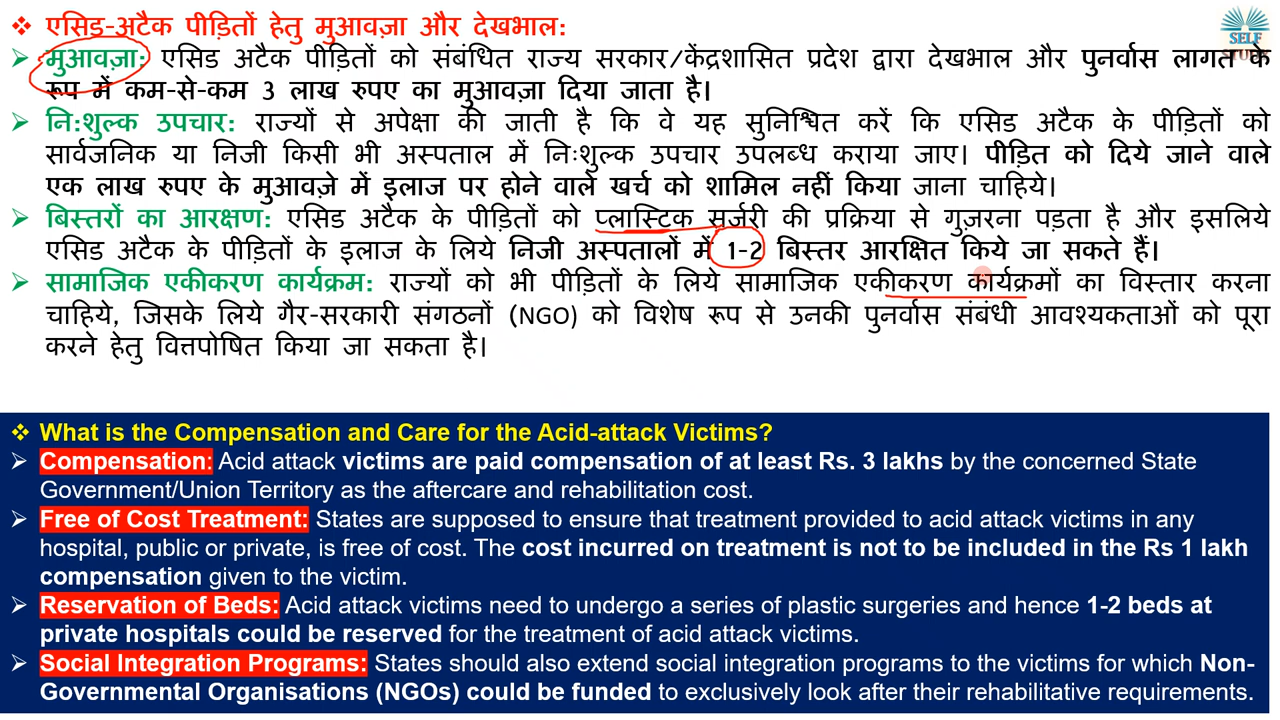 ❖ एसिड-अटैक पीड़ितों हेतु मुआवज़ा और देखभाल:
SELF
STUDY
➤ मुआवज़ा: एसिड अटैक पीड़ितों को संबंधित राज्य सरकार/केंद्रशासित प्रदेश द्वारा देखभाल और पुनर्वास लागत के
रूप में कम-से-कम 3 लाख रुपए का मुआवज़ा दिया जाता है।
➤ नि:शुल्क उपचार: राज्यों से अपेक्षा की जाती है कि वे यह सुनिश्चित करें कि एसिड अटैक के पीड़ितों को
सार्वजनिक या निजी किसी भी अस्पताल में निःशुल्क उपचार उपलब्ध कराया जाए। पीड़ित को दिये जाने वाले
एक लाख रुपए के मुआवज़े में इलाज पर होने वाले खर्च को शामिल नहीं किया जाना चाहिये।
➤ बिस्तरों का आरक्षण: एसिड अटैक के पीड़ितों को प्लास्टिक सर्जरी की प्रक्रिया से गुज़रना पड़ता है और इसलिये
एसिड अटैक के पीड़ितों के इलाज के लिये निजी अस्पतालों में 1-2 बिस्तर आरक्षित किये जा सकते हैं।
➤ सामाजिक एकीकरण कार्यक्रम: राज्यों को भी पीड़ितों के लिये सामाजिक एकीकरण कार्यक्रमों का विस्तार करना
चाहिये, जिसके लिये गैर-सरकारी संगठनों (NGO) को विशेष रूप से उनकी पुनर्वास संबंधी आवश्यकताओं को पूरा
करने हेतु वित्तपोषित किया जा सकता है।
❖ What is the Compensation and Care for the Acid-attack Victims?
➤ Compensation: Acid attack victims are paid compensation of at least Rs. 3 lakhs by the concerned State
Government/Union Territory as the aftercare and rehabilitation cost.
➤ Free of Cost Treatment: States are supposed to ensure that treatment provided to acid attack victims in any
hospital, public or private, is free of cost. The cost incurred on treatment is not to be included in the Rs 1 lakh
compensation given to the victim.
➤ Reservation of Beds: Acid attack victims need to undergo a series of plastic surgeries and hence 1-2 beds at
private hospitals could be reserved for the treatment of acid attack victims.
➤ Social Integration Programs: States should also extend social integration programs to the victims for which Non-
Governmental Organisations (NGOs) could be funded to exclusively look after their rehabilitative requirements.